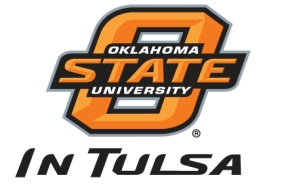 OKLAHOMA
STATE
UNIVERSITY
®
IN TULSA